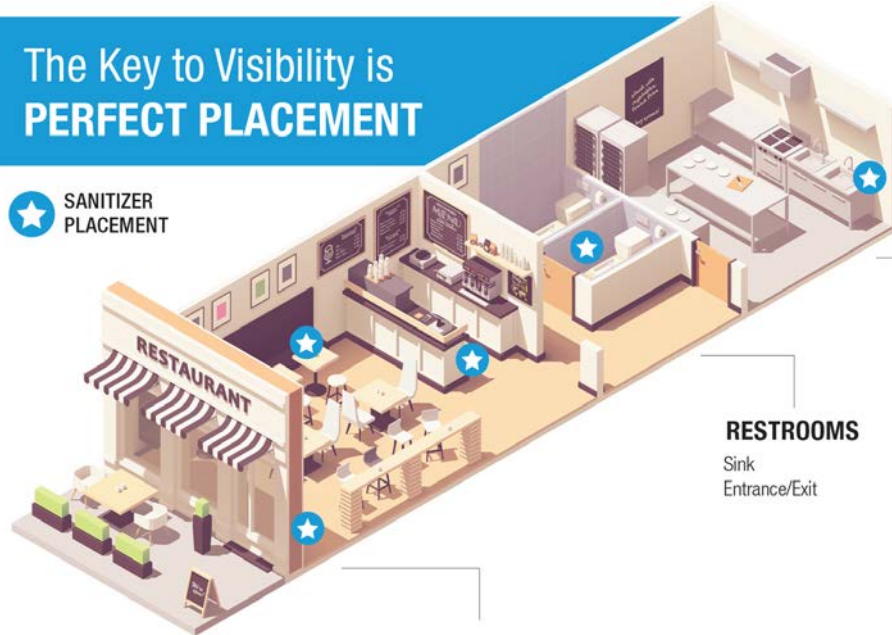 The Key to Visibility is
PERFECT PLACEMENT
SANITIZER
PLACEMENT
RESTAURANT
RESTROOMS
Sink
Entrance/Exit